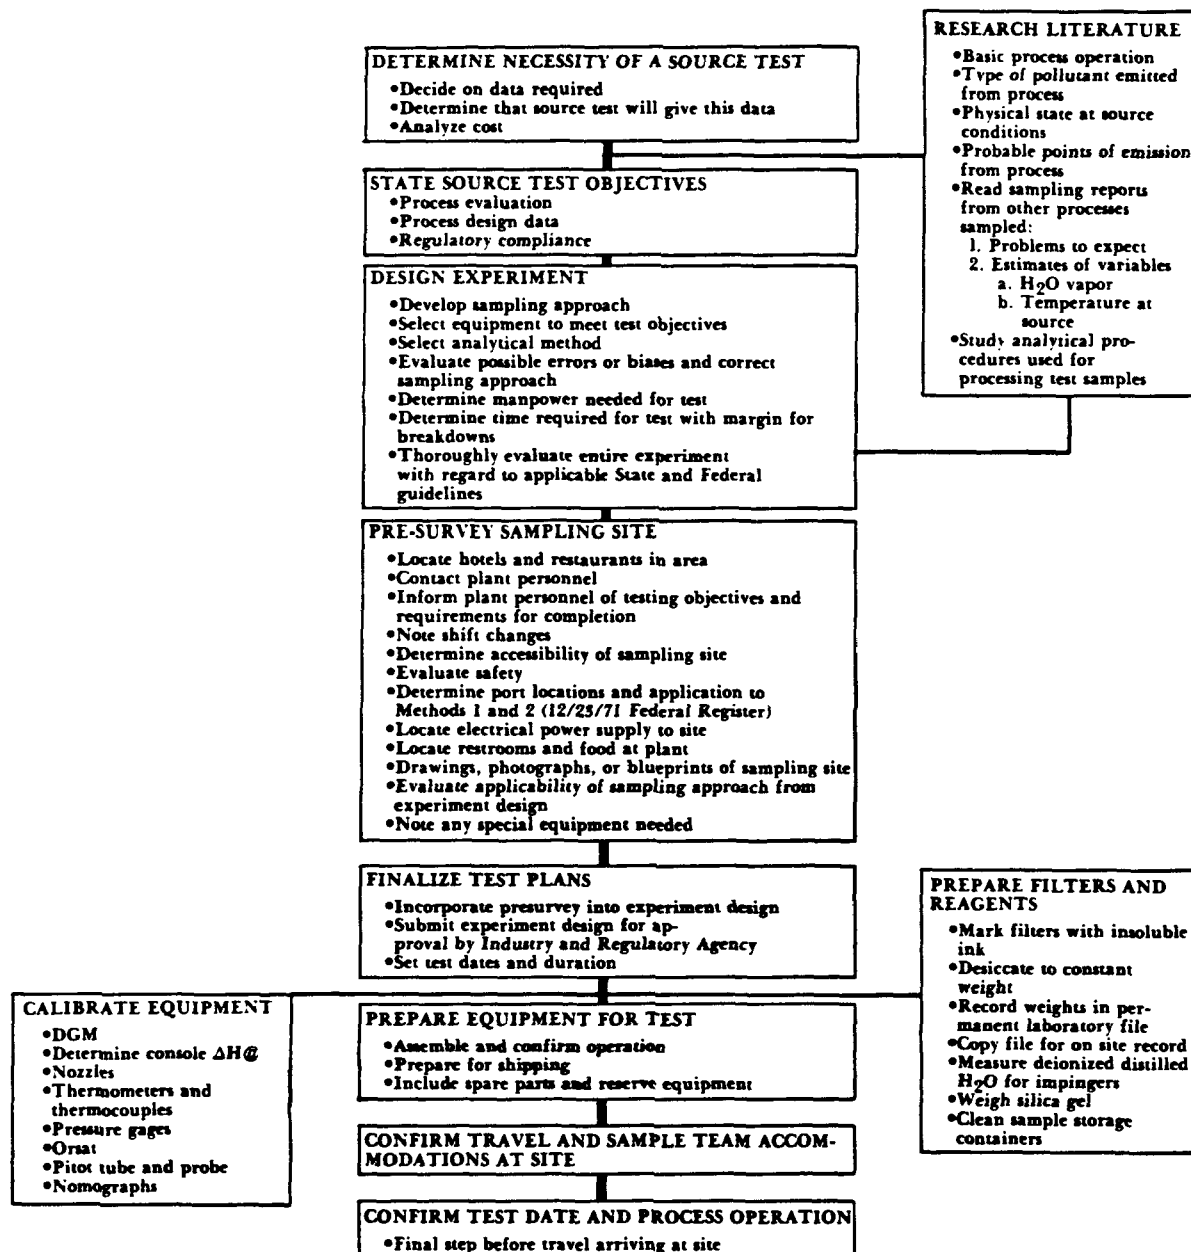 DETERMINE NECESSITY OF A SOURCE TEST
•Decide on data required
•Determine that source test will give this data
•Analyze cost
RESEARCH LITERATURE
•Basic process operation
•Type of pollutant emitted
from process
•Physical state at source
conditions
•Probable points of emission
from process
•Read sampling reports
from other processes
sampled:
1. Problems to expect
2. Estimates of variables
a. H₂O vapor
b. Temperature at
source
•Study analytical pro-
cedures used for
processing test samples
STATE SOURCE TEST OBJECTIVES
•Process evaluation
•Process design data
•Regulatory compliance
DESIGN EXPERIMENT
•Develop sampling approach
•Select equipment to meet test objectives
•Select analytical method
•Evaluate possible errors or biases and correct
sampling approach
•Determine manpower needed for test
•Determine time required for test with margin for
breakdowns
•Thoroughly evaluate entire experiment
with regard to applicable State and Federal
guidelines
PRE-SURVEY SAMPLING SITE
•Locate hotels and restaurants in area
•Contact plant personnel
•Inform plant personnel of testing objectives and
requirements for completion
•Note shift changes
•Determine accessibility of sampling site
•Evaluate safety
•Determine port locations and application to
Methods 1 and 2 (12/23/71 Federal Register)
•Locate electrical power supply to site
•Locate restrooms and food at plant
•Drawings, photographs, or blueprints of sampling site
•Evaluate applicability of sampling approach from
experiment design
•Note any special equipment needed
FINALIZE TEST PLANS
•Incorporate presurvey into experiment design
•Submit experiment design for ap-
proval by Industry and Regulatory Agency
•Set test dates and duration
CALIBRATE EQUIPMENT
•DGM
•Determine console ΔH@
•Nozzles
•Thermometers and
thermocouples
•Pressure gages
•Orsat
•Pitot tube and probe
•Nomographs
PREPARE EQUIPMENT FOR TEST
•Assemble and confirm operation
•Prepare for shipping
•Include spare parts and reserve equipment
PREPARE FILTERS AND
REAGENTS
•Mark filters with insoluble
ink
•Desiccate to constant
weight
•Record weights in per-
manent laboratory file
•Copy file for on site record
•Measure deionized distilled
H₂O for impingers
•Weigh silica gel
•Clean sample storage
containers
CONFIRM TRAVEL AND SAMPLE TEAM ACCOM-
MODATIONS AT SITE
CONFIRM TEST DATE AND PROCESS OPERATION
•Final step before travel arriving at site